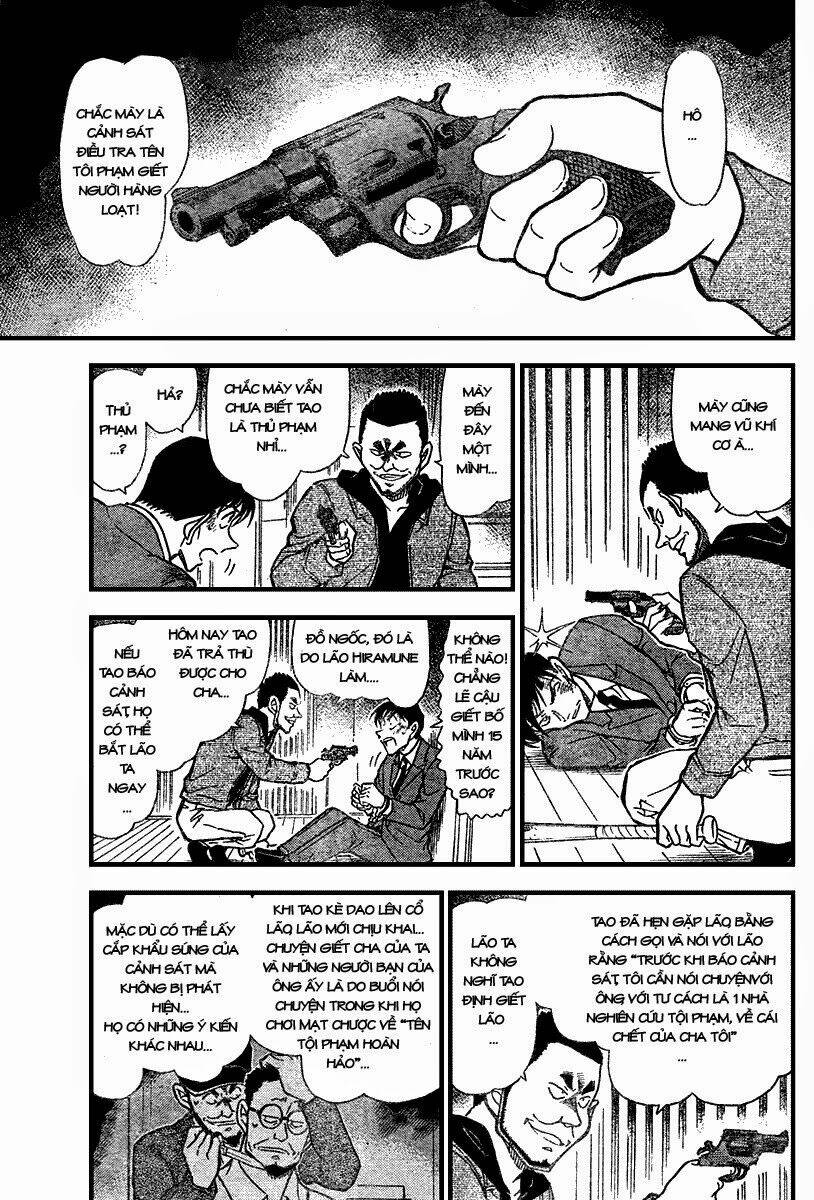 HÔ
...
CHẮC MÀY LÀ
CẢNH SÁT
ĐIỀU TRA TÊN
TÔI PHẠM GIẾT
NGƯỜI HÀNG
LOẠT!
MÀY CŨNG
MANG VŨ KHÍ
CƠ À...
MÀY
ĐẾN
ĐÂY
MỘT
MÌNH...
CHẮC MÀY VẪN
CHƯA BIẾT TAO
LÀ THỦ PHẠM
NHỈ...
HẢ?
THỦ
PHẠM
...?
KHÔNG
THỂ NÀO!
CHẲNG
LẼ CẬU
GIẾT BỐ
MÌNH 15
NĂM
TRƯỚC
SAO?
ĐỒ NGỐC, ĐÓ LÀ
DO LÃO HIRAMUNE
LÀM....
HÔM NAY TAO
ĐÃ TRẢ THÙ
ĐƯỢC CHO
CHA...
NẾU
TAO BÁO
CẢNH
SÁT, HỌ
CÓ THỂ
BẮT LÃO
TA
NGAY
...
TAO ĐÃ HẸN GẶP LÃO, BẰNG
CÁCH GỌI VÀ NÓI VỚI LÃO
RẰNG "TRƯỚC KHI BÁO CẢNH
SÁT, TÔI CẦN NÓI CHUYỆNVỚI
ÔNG VỚI TƯ CÁCH LÀ 1 NHÀ
NGHIÊN CỨU TỘI PHẠM, VỀ CÁI
CHẾT CỦA CHA TÔI"
...
LÃO TA
KHÔNG
NGHĨ TAO
ĐỊNH GIẾT
LÃO
...
KHI TAO KÈ DAO LÊN CỔ
LÃO, LÃO MỚI CHỊU KHAI...
CHUYỆN GIẾT CHA CỦA TA
VÀ NHỮNG NGƯỜI BẠN CỦA
ÔNG ẤY LÀ DO BUỔI NÓI
CHUYỆN TRONG KHI HỌ
CHƠI MẠT CHƯỢC VỀ "TÊN
TỘI PHẠM HOÀN
HẢO"...
MẶC DÙ CÓ THỂ LẤY
CẮP KHẨU SÚNG CỦA
CẢNH SÁT MÀ
KHÔNG BỊ PHÁT
HIỆN...
HỌ CÓ NHỮNG Ý KIẾN
KHÁC NHAU...